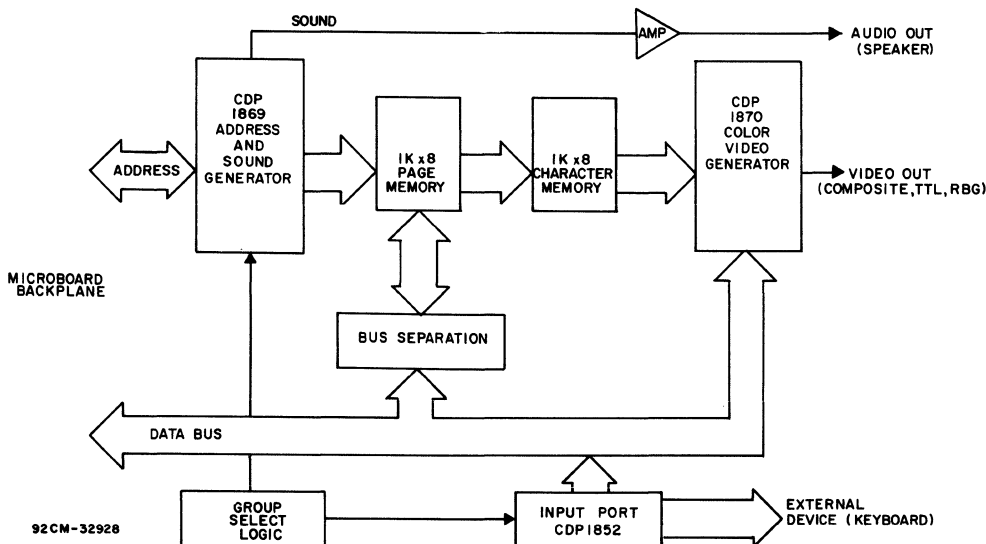 SOUND
AMP
AUDIO OUT
(SPEAKER)
CDP
1869
ADDRESS
AND
SOUND
GENERATOR
CDP
1870
COLOR
VIDEO
GENERATOR
ADDRESS
1K x8
PAGE
MEMORY
1K x8
CHARACTER
MEMORY
VIDEO OUT
(COMPOSITE,TTL,RBG)
MICROBOARD
BACKPLANE
BUS SEPARATION
DATA BUS
GROUP
SELECT
LOGIC
INPUT PORT
CDP1852
EXTERNAL
DEVICE (KEYBOARD)
92CM-32928